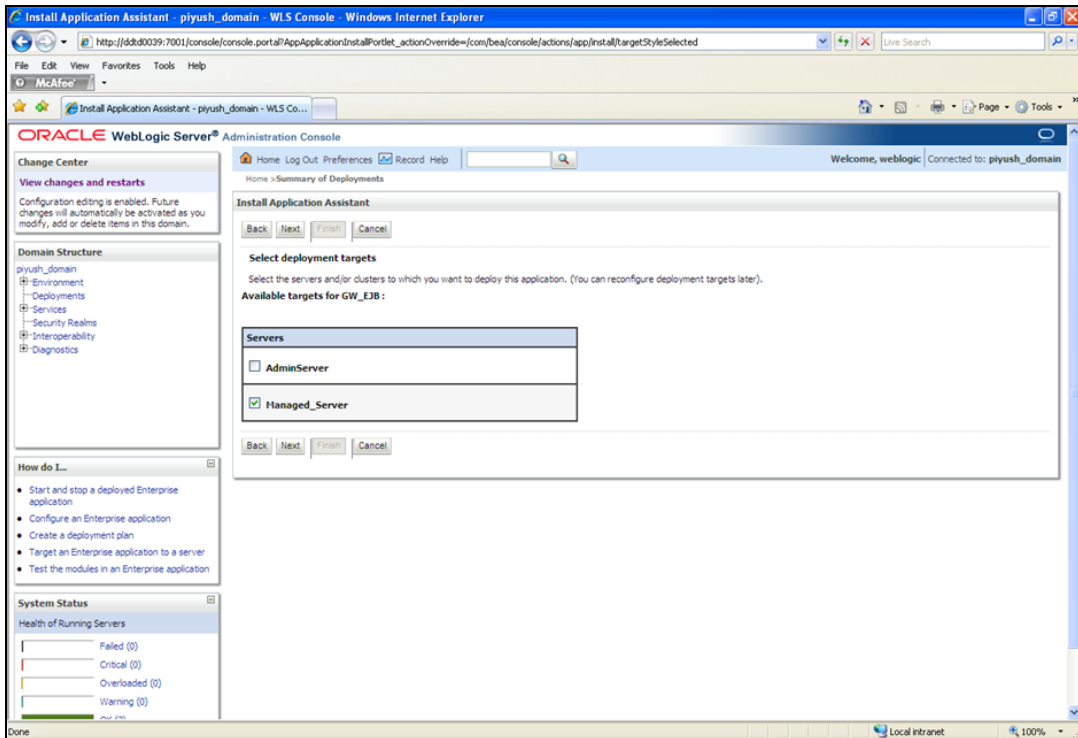 Install Application Assistant - piyush_domain - WLS Console - Windows Internet Explorer
http://ddtd0039:7001/console/console.portal?AppApplicationInstallPortlet_actionOverride=/com/bea/console/actions/app/install/targetStyleSelected
Live Search
File Edit View Favorites Tools Help
McAfee
Install Application Assistant - piyush_domain - WLS Co...
Page Tools
ORACLE WebLogic Server® Administration Console
Change Center
View changes and restarts
Configuration editing is enabled. Future
changes will automatically be activated as you
modify, add or delete items in this domain.
Domain Structure
piyush_domain
Environment
Deployments
Services
Security Realms
Interoperability
Diagnostics
How do I...
Start and stop a deployed Enterprise
application
Configure an Enterprise application
Create a deployment plan
Target an Enterprise application to a server
Test the modules in an Enterprise application
System Status
Health of Running Servers
Failed (0)
Critical (0)
Overloaded (0)
Warning (0)
Home Log Out Preferences Record Help
Welcome, weblogic Connected to: piyush_domain
Home >Summary of Deployments
Install Application Assistant
Back Next Finish Cancel
Select deployment targets
Select the servers and/or clusters to which you want to deploy this application. (You can reconfigure deployment targets later).
Available targets for GW_EJB :
Servers
AdminServer
Managed_Server
Back Next Finish Cancel
Done
Local intranet
100%